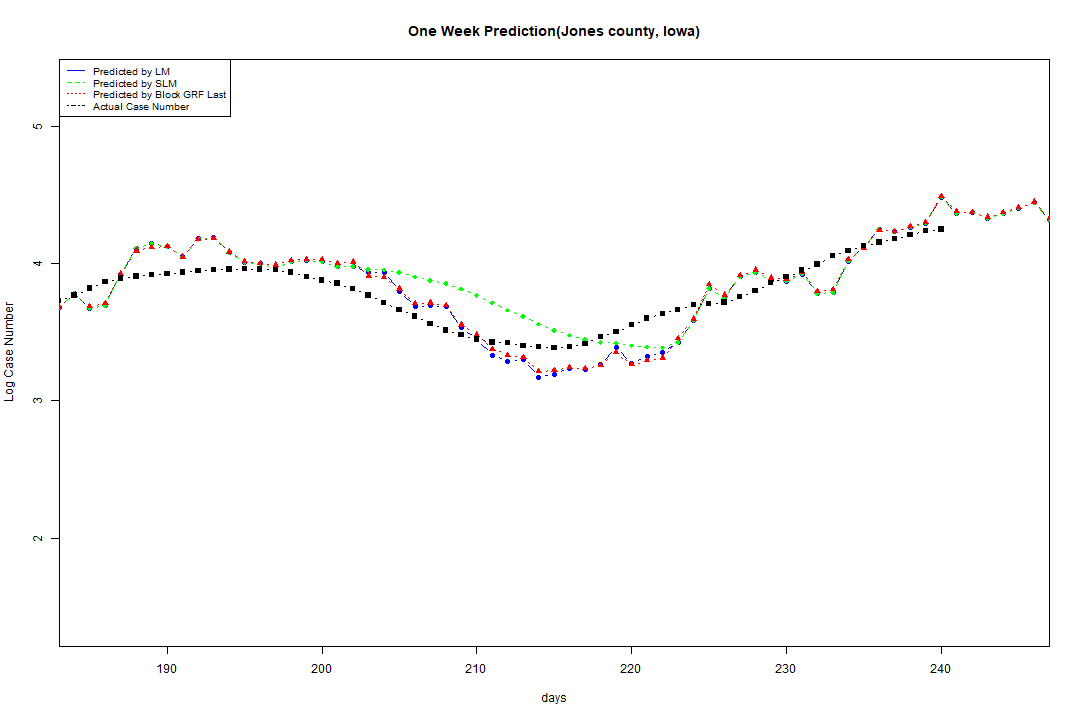 One Week Prediction(Jones county, Iowa)
Predicted by LM
Predicted by SLM
Predicted by Block GRF Last
Actual Case Number
5
4
3
2
Log Case Number
190 200 210 220 230 240
days